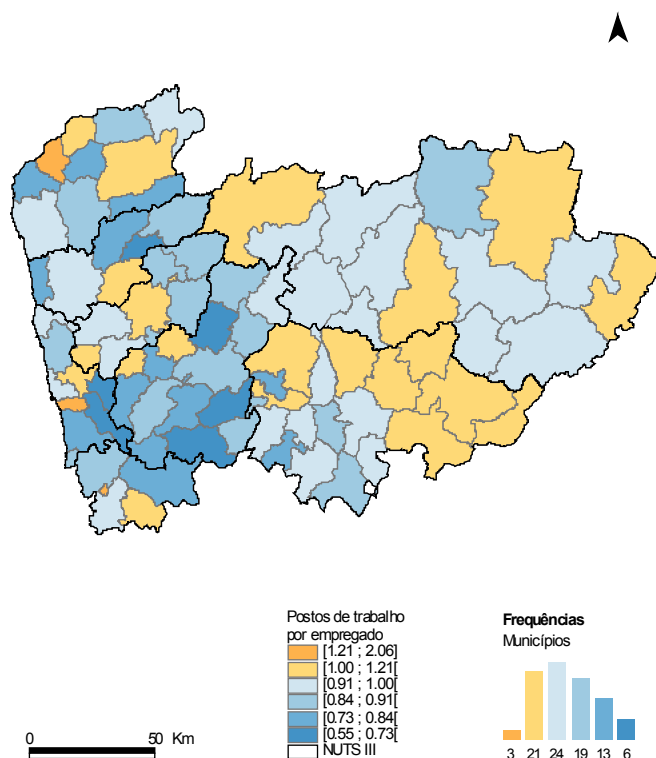 Postos de trabalho
por empregado
[1.21 ; 2.06]
[1.00 ; 1.21[
[0.91 ; 1.00[
[0.84 ; 0.91[
[0.73 ; 0.84[
[0.55 ; 0.73[
NUTS III
Frequências
Municípios
3 21 24 19 13 6
0 50 Km